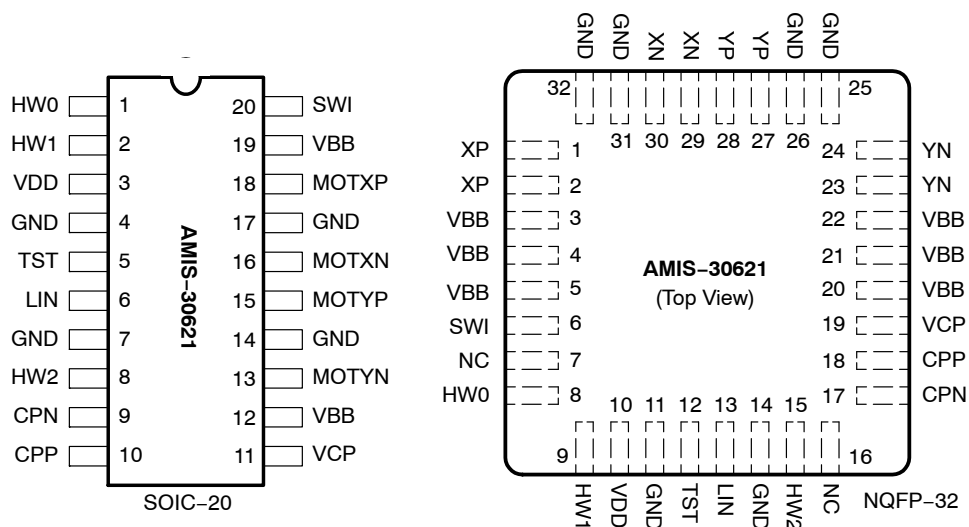 HW0 1 20 SWI
HW1 2 19 VBB
VDD 3 18 MOTXP
GND 4 17 GND
TST 5 16 MOTXN
LIN 6 15 MOTYP
GND 7 14 GND
HW2 8 13 MOTYN
CPN 9 12 VBB
CPP 10 11 VCP
AMIS−30621
SOIC−20
GND GND XN XN YP YP GND GND
32 25
31 30 29 28 27 26
XP 1 24 YN
XP 2 23 YN
VBB 3 22 VBB
VBB 4 21 VBB
VBB 5 20 VBB
SWI 6 19 VCP
NC 7 18 CPP
HW0 8 17 CPN
AMIS−30621
(Top View)
10 11 12 13 14 15
9 16
HW1 VDD GND TST LIN GND HW2 NC
NQFP−32